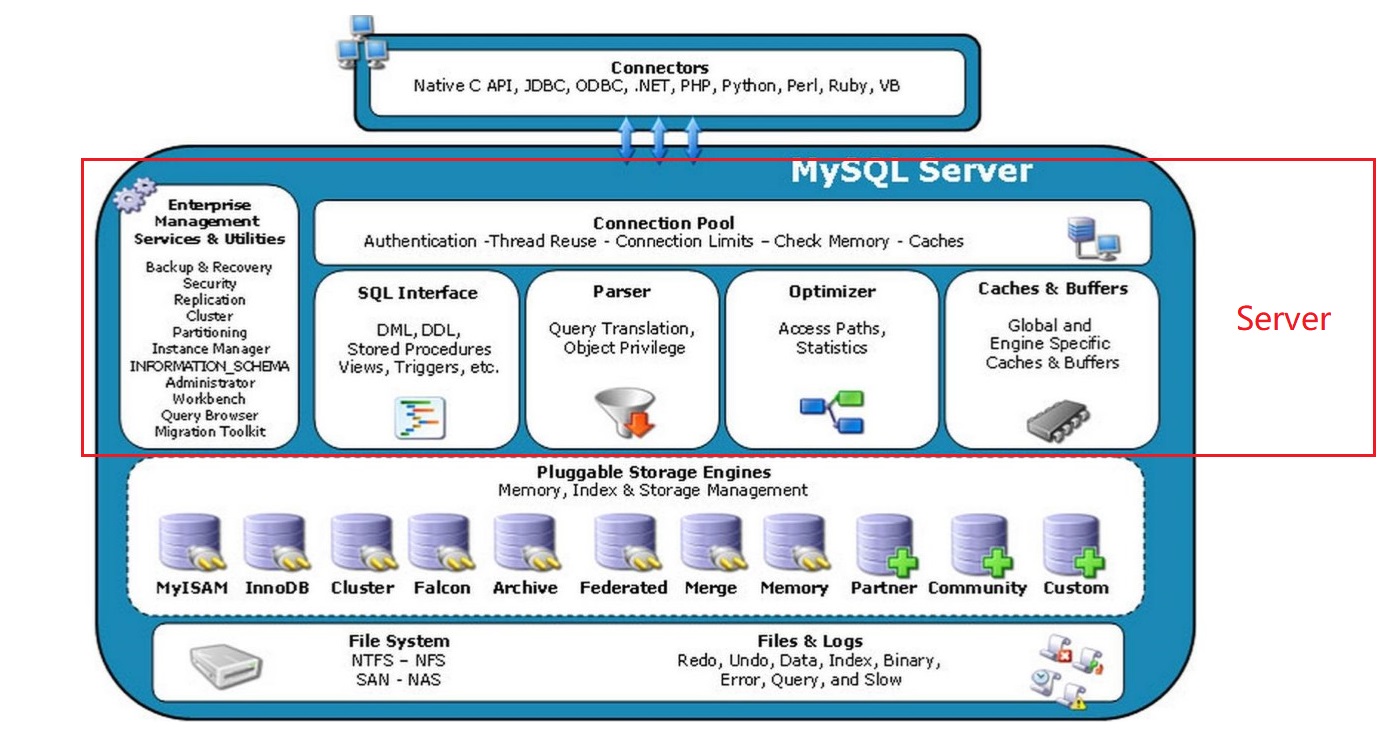 Connectors
Native C API, JDBC, ODBC, .NET, PHP, Python, Perl, Ruby, VB
MySQL Server
Enterprise
Management
Services & Utilities
Backup & Recovery
Security
Replication
Cluster
Partitioning
Instance Manager
INFORMATION_SCHEMA
Administrator
Workbench
Query Browser
Migration Toolkit
Connection Pool
Authentication -Thread Reuse - Connection Limits – Check Memory - Caches
SQL Interface
DML, DDL,
Stored Procedures
Views, Triggers, etc.
Parser
Query Translation,
Object Privilege
Optimizer
Access Paths,
Statistics
Caches & Buffers
Global and
Engine Specific
Caches & Buffers
Server
Pluggable Storage Engines
Memory, Index & Storage Management
MyISAM InnoDB Cluster Falcon Archive Federated Merge Memory Partner Community Custom
File System
NTFS – NFS
SAN - NAS
Files & Logs
Redo, Undo, Data, Index, Binary,
Error, Query, and Slow